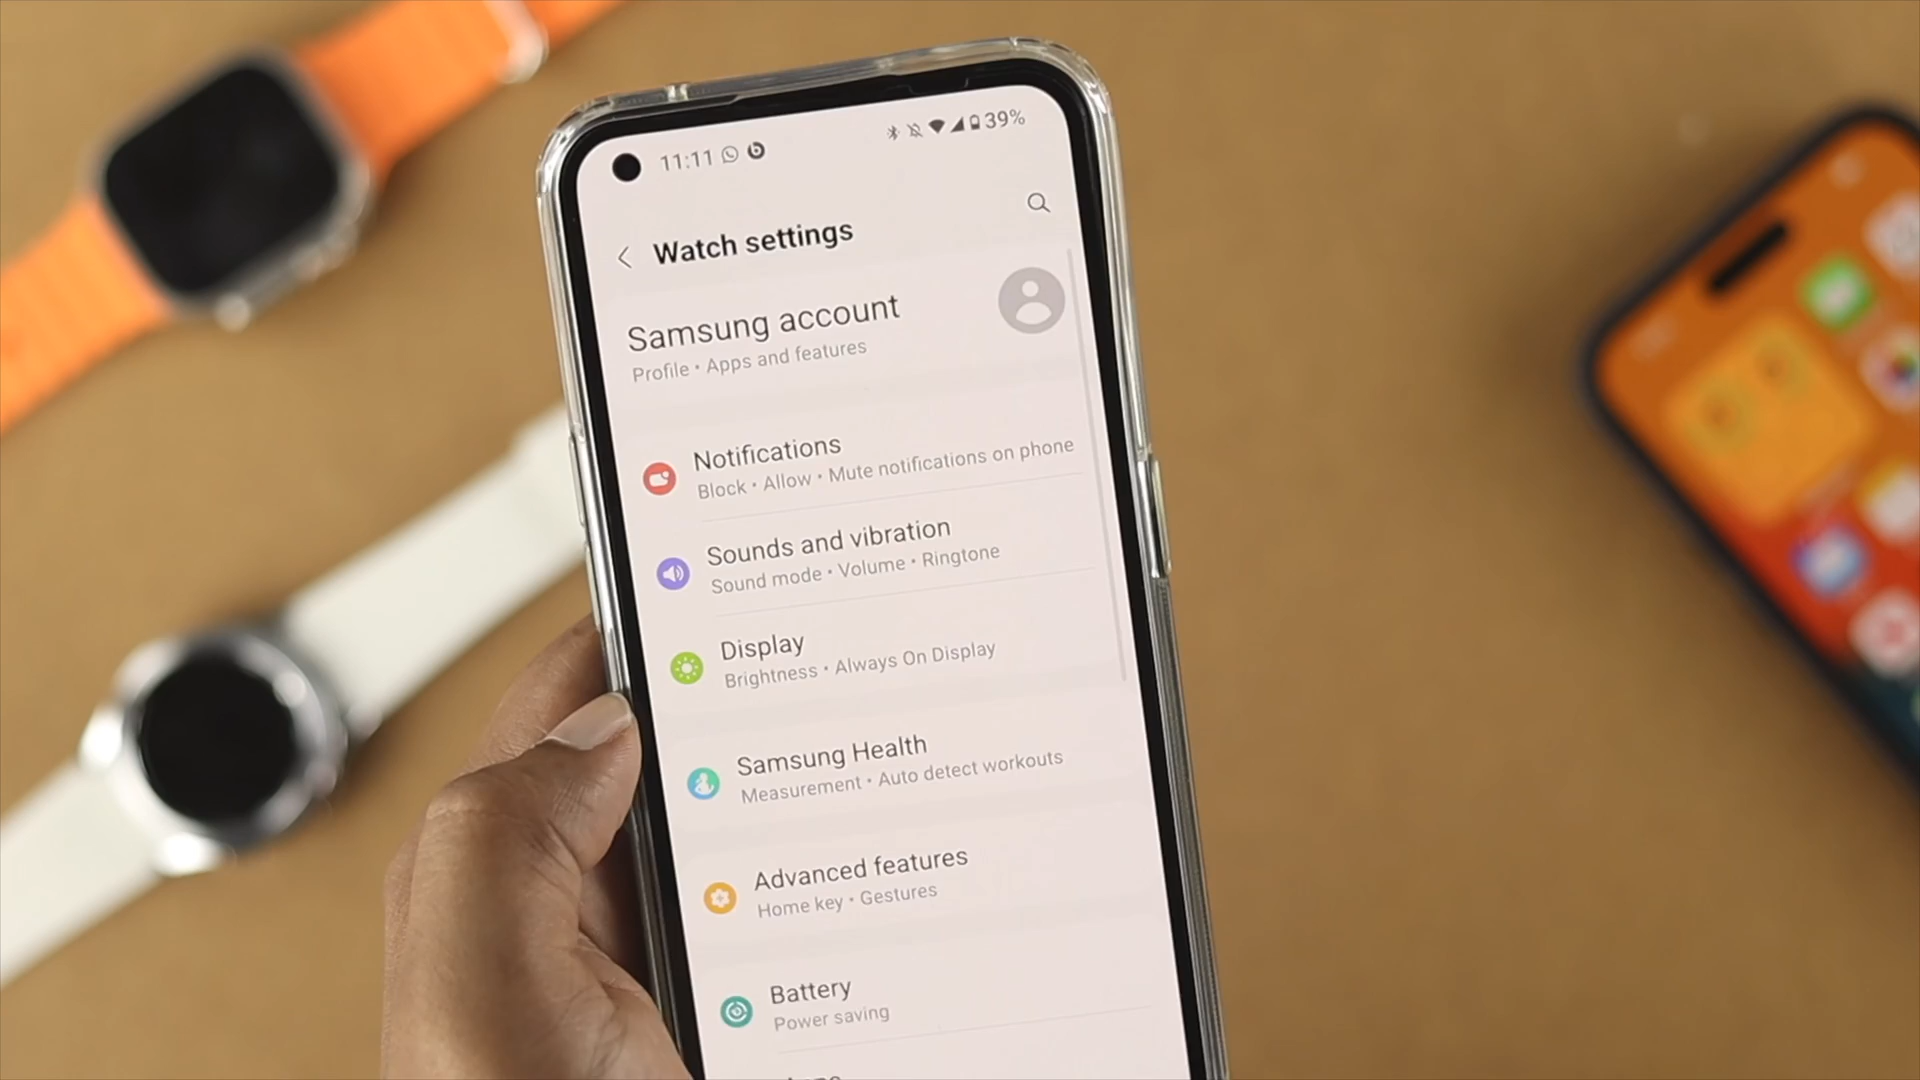 11:11
39%
Watch settings
Samsung account
Profile • Apps and features
Notifications
Block • Allow • Mute notifications on phone
Sounds and vibration
Sound mode • Volume • Ringtone
Display
Brightness • Always On Display
Samsung Health
Measurement • Auto detect workouts
Advanced features
Home key • Gestures
Battery
Power saving